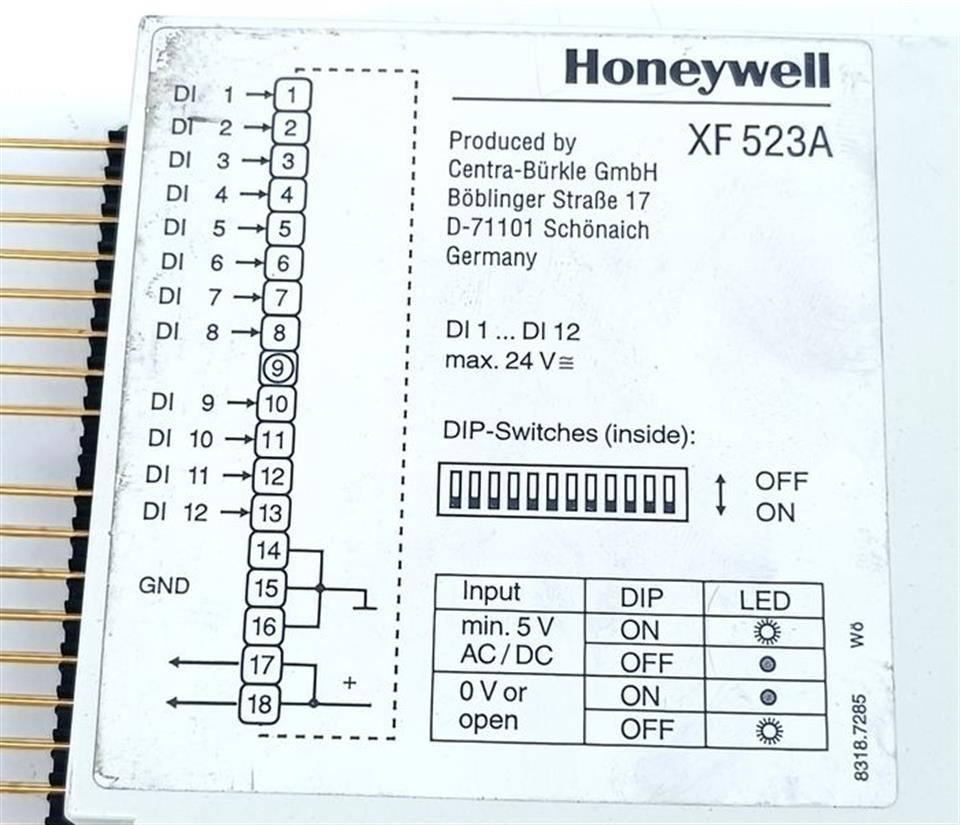 Honeywell
XF 523A
Produced by
Centra-Bürkle GmbH
Böblinger Straße 17
D-71101 Schönaich
Germany
DI 1 ... DI 12
max. 24 V≅
DIP-Switches (inside):
OFF
ON
Input DIP LED
min. 5 V ON
AC / DC OFF
0 V or ON
open OFF
8318.7285 Wö
DI 1 1
DI 2 2
DI 3 3
DI 4 4
DI 5 5
DI 6 6
DI 7 7
DI 8 8
9
DI 9 10
DI 10 11
DI 11 12
DI 12 13
14
GND 15
16
17
+
18